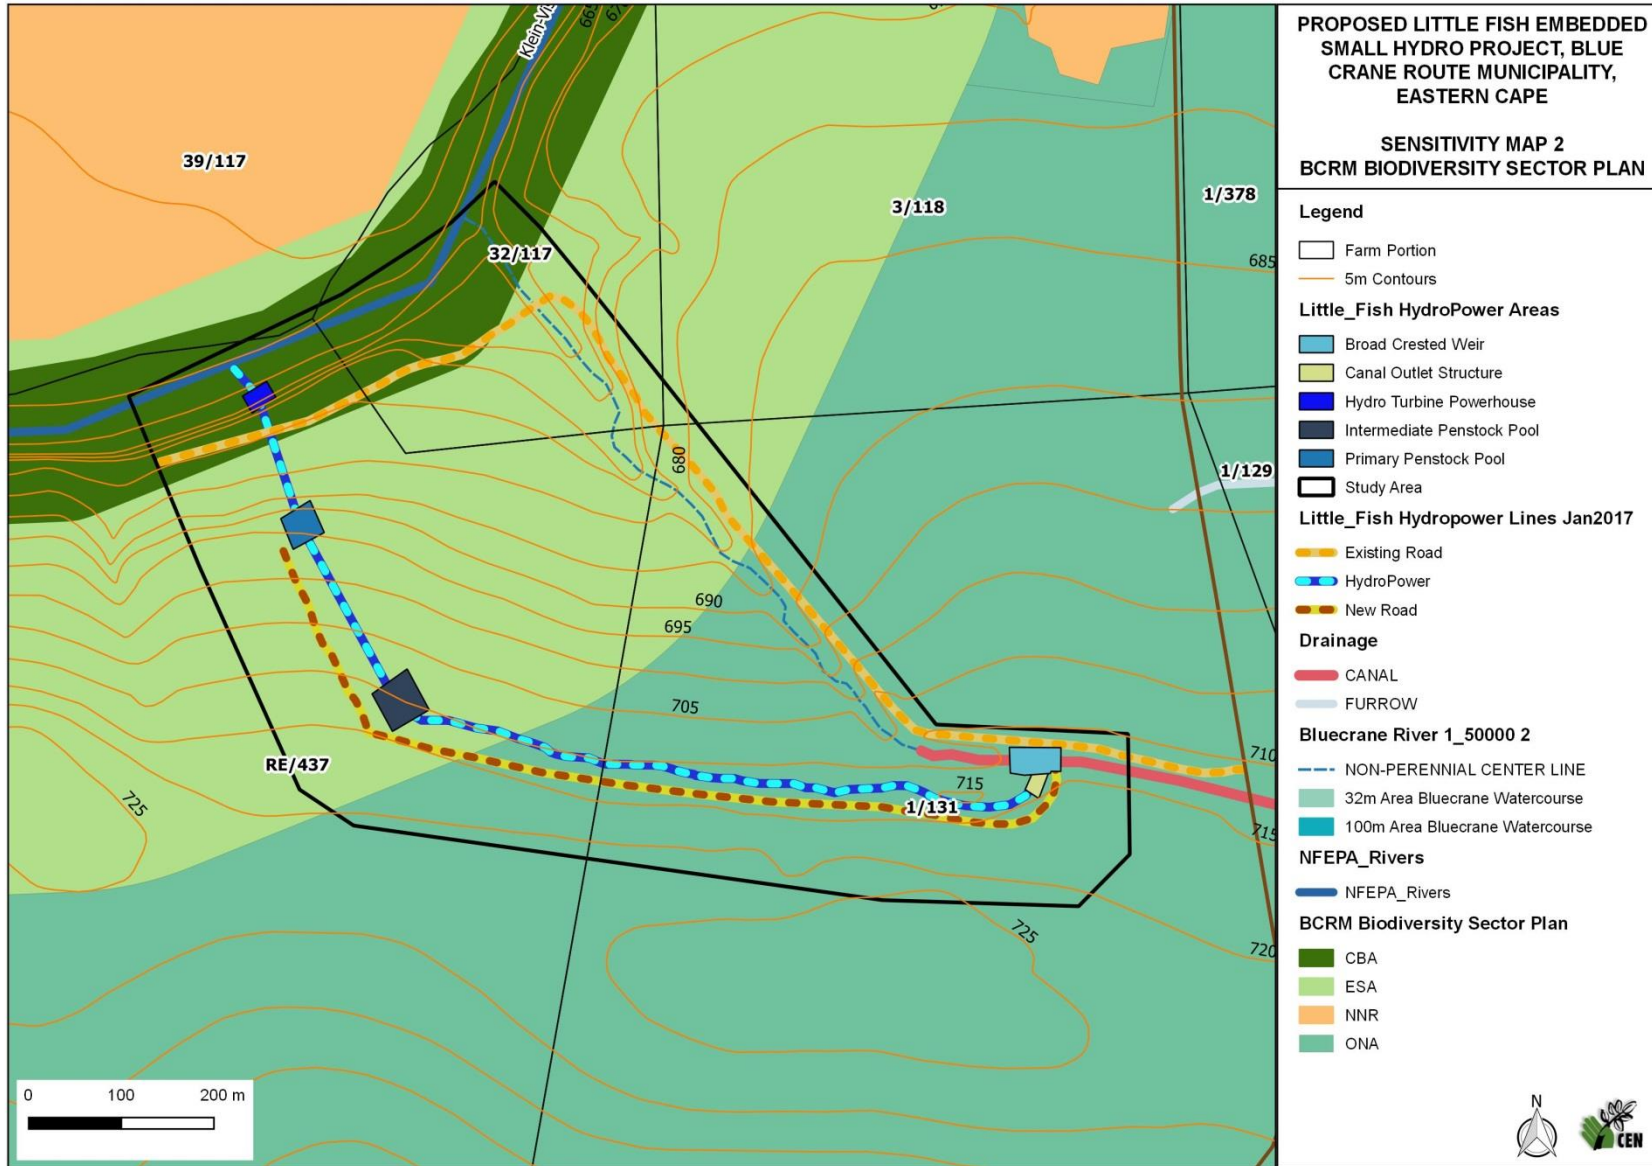 PROPOSED LITTLE FISH EMBEDDED
SMALL HYDRO PROJECT, BLUE
CRANE ROUTE MUNICIPALITY,
EASTERN CAPE
SENSITIVITY MAP 2
BCRM BIODIVERSITY SECTOR PLAN
Legend
Farm Portion
5m Contours
Little_Fish HydroPower Areas
Broad Crested Weir
Canal Outlet Structure
Hydro Turbine Powerhouse
Intermediate Penstock Pool
Primary Penstock Pool
Study Area
Little_Fish Hydropower Lines Jan2017
Existing Road
HydroPower
New Road
Drainage
CANAL
FURROW
Bluecrane River 1_50000 2
NON-PERENNIAL CENTER LINE
32m Area Bluecrane Watercourse
100m Area Bluecrane Watercourse
NFEPA_Rivers
NFEPA_Rivers
BCRM Biodiversity Sector Plan
CBA
ESA
NNR
ONA
N
CEN
665
39/117
3/118
1/378
32/117
685
680
1/129
690
695
705
710
RE/437
725
715
1/131
715
725
720
0 100 200 m